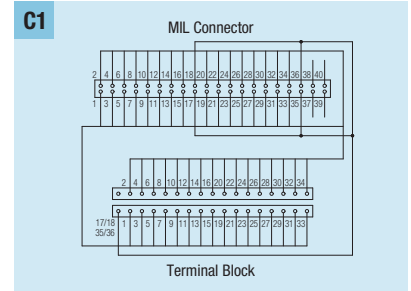 C1
MIL Connector
2 4 6 8 10 12 14 16 18 20 22 24 26 28 30 32 34 36 38 40
1 3 5 7 9 11 13 15 17 19 21 23 25 27 29 31 33 35 37 39
2 4 6 8 10 12 14 16 20 22 24 26 28 30 32 34
17/18 1 3 5 7 9 11 13 15 19 21 23 25 27 29 31 33
35/36
Terminal Block